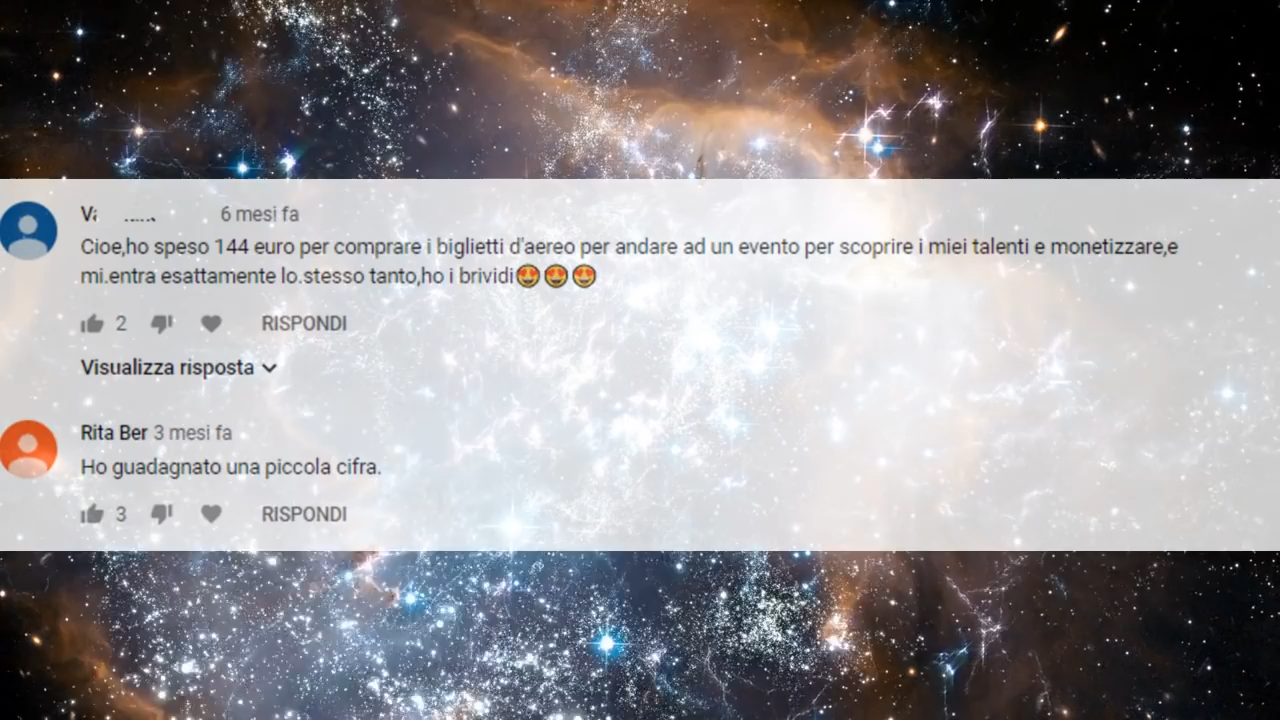 6 mesi fa
Cioe,ho speso 144 euro per comprare i biglietti d'aereo per andare ad un evento per scoprire i miei talenti e monetizzare,e
mi.entra esattamente lo.stesso tanto,ho i brividi🤩🤩🤩
2 RISPONDI
Visualizza risposta
Rita Ber 3 mesi fa
Ho guadagnato una piccola cifra.
3 RISPONDI